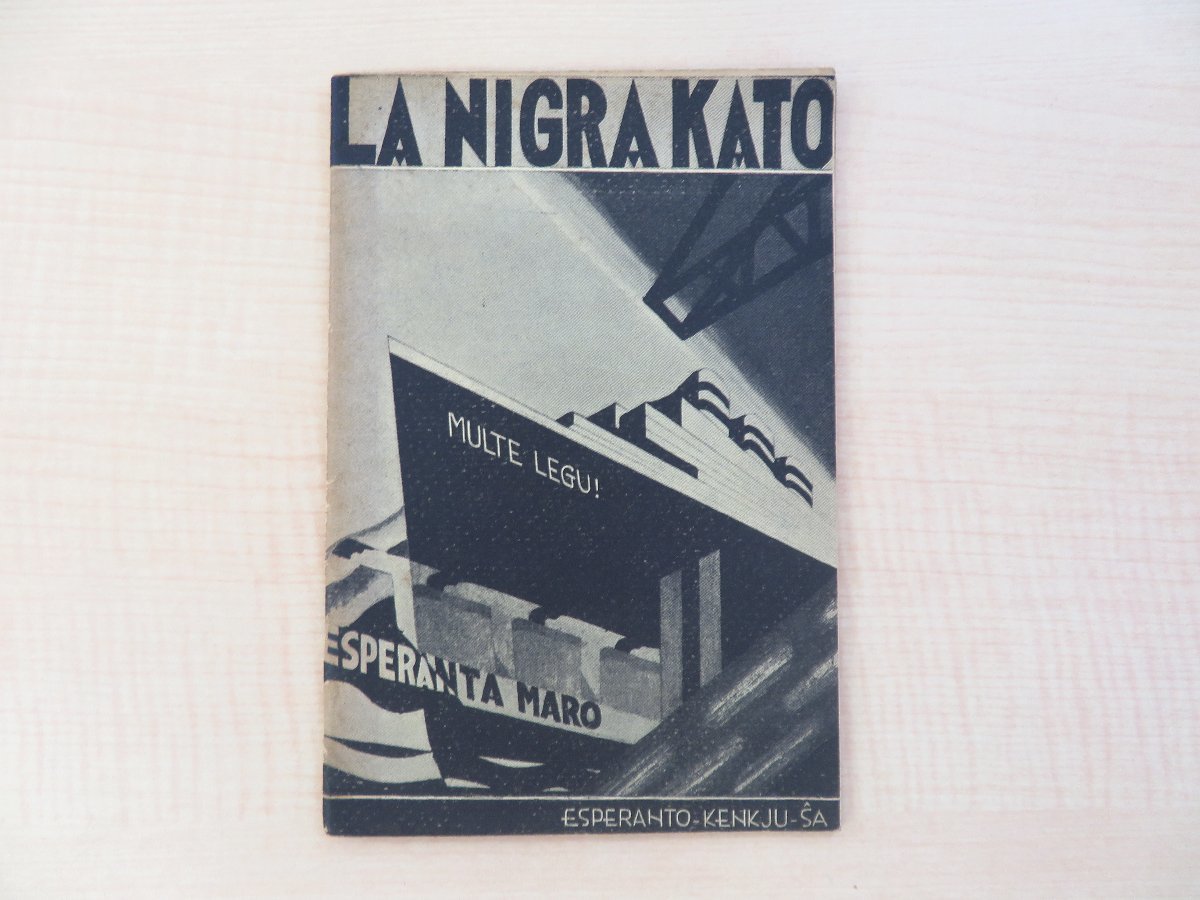 LA NIGRA KATO
MULTE LEGU!
ESPERANTA MARO
ESPERANTO-KENKJU-ŜA